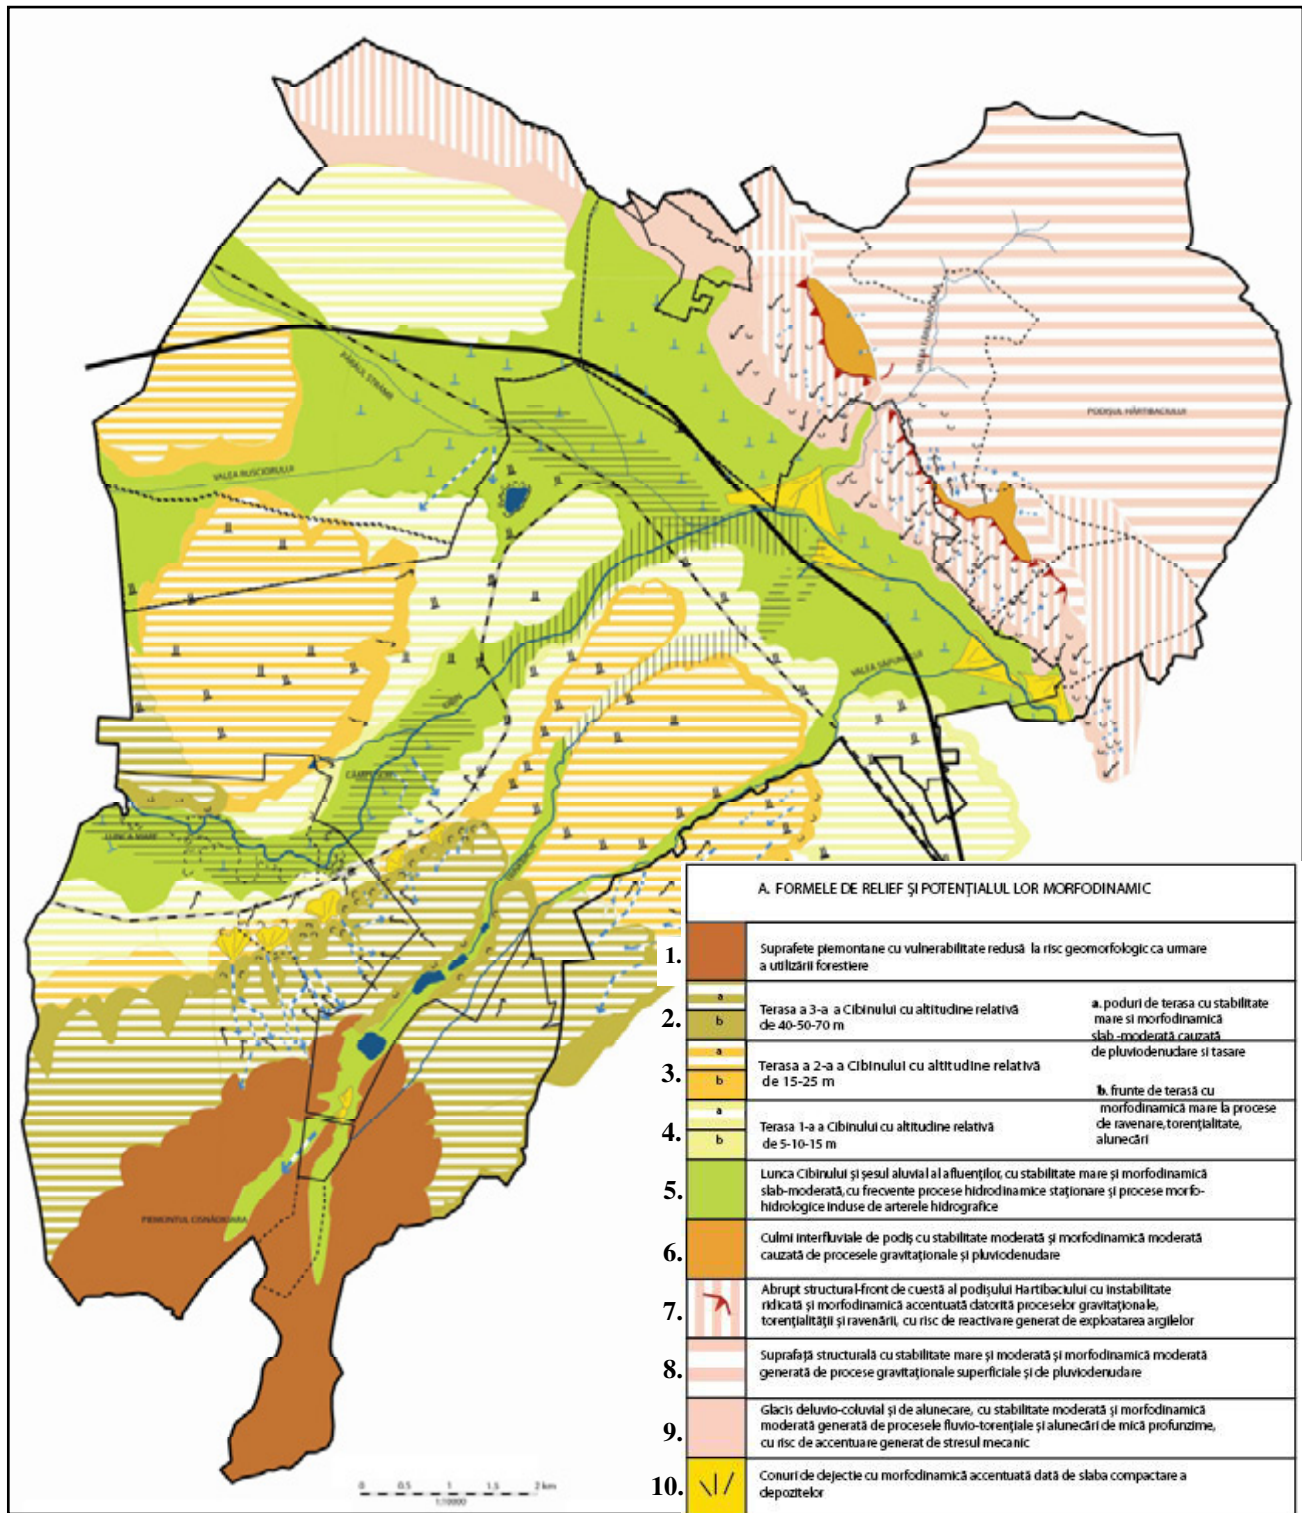 PÂRÂUL STRÂMB
VALEA RUSCIORULUI
PODIȘUL HÂRTIBACIULUI
VALEA SĂPUNULUI
CIBIN
LUNCA MARE
PIEMONTUL CISNĂDIOARA
0 0,5 1 1,5 2 km
1:10000
A. FORMELE DE RELIEF ȘI POTENȚIALUL LOR MORFODINAMIC
1.
Suprafete piemontane cu vulnerabilitate redusă la risc geomorfologic ca urmare
a utilizării forestiere
2.
a
b
Terasa a 3-a a Cibinului cu altitudine relativă
de 40-50-70 m
a. poduri de terasa cu stabilitate
mare si morfodinamică
slab -moderată cauzată
de pluviodenudare si tasare
3.
a
b
Terasa a 2-a a Cibinului cu altitudine relativă
de 15-25 m
b. frunte de terasă cu
morfodinamică mare la procese
de ravenare, torențialitate,
alunecări
4.
a
b
Terasa 1-a a Cibinului cu altitudine relativă
de 5-10-15 m
5.
Lunca Cibinului și șesul aluvial al afluenților, cu stabilitate mare și morfodinamică
slab-moderată, cu frecvente procese hidrodinamice staționare și procese morfo-
hidrologice induse de arterele hidrografice
6.
Culmi interfluviale de podiș cu stabilitate moderată și morfodinamică moderată
cauzată de procesele gravitaționale și pluviodenudare
7.
Abrupt structural-front de cuestă al podișului Hartibaciului cu instabilitate
ridicată și morfodinamică accentuată datorită proceselor gravitaționale,
torențialității și ravenării, cu risc de reactivare generat de exploatarea argilelor
8.
Suprafață structurală cu stabilitate mare și moderată și morfodinamică moderată
generată de procese gravitaționale superficiale și de pluviodenudare
9.
Glacis deluvio-coluvial și de alunecare, cu stabilitate moderată și morfodinamică
moderată generată de procesele fluvio-torențiale și alunecări de mică profunzime,
cu risc de accentuare generat de stresul mecanic
10.
Conuri de dejectie cu morfodinamică accentuată dată de slaba compactare a
depozitelor